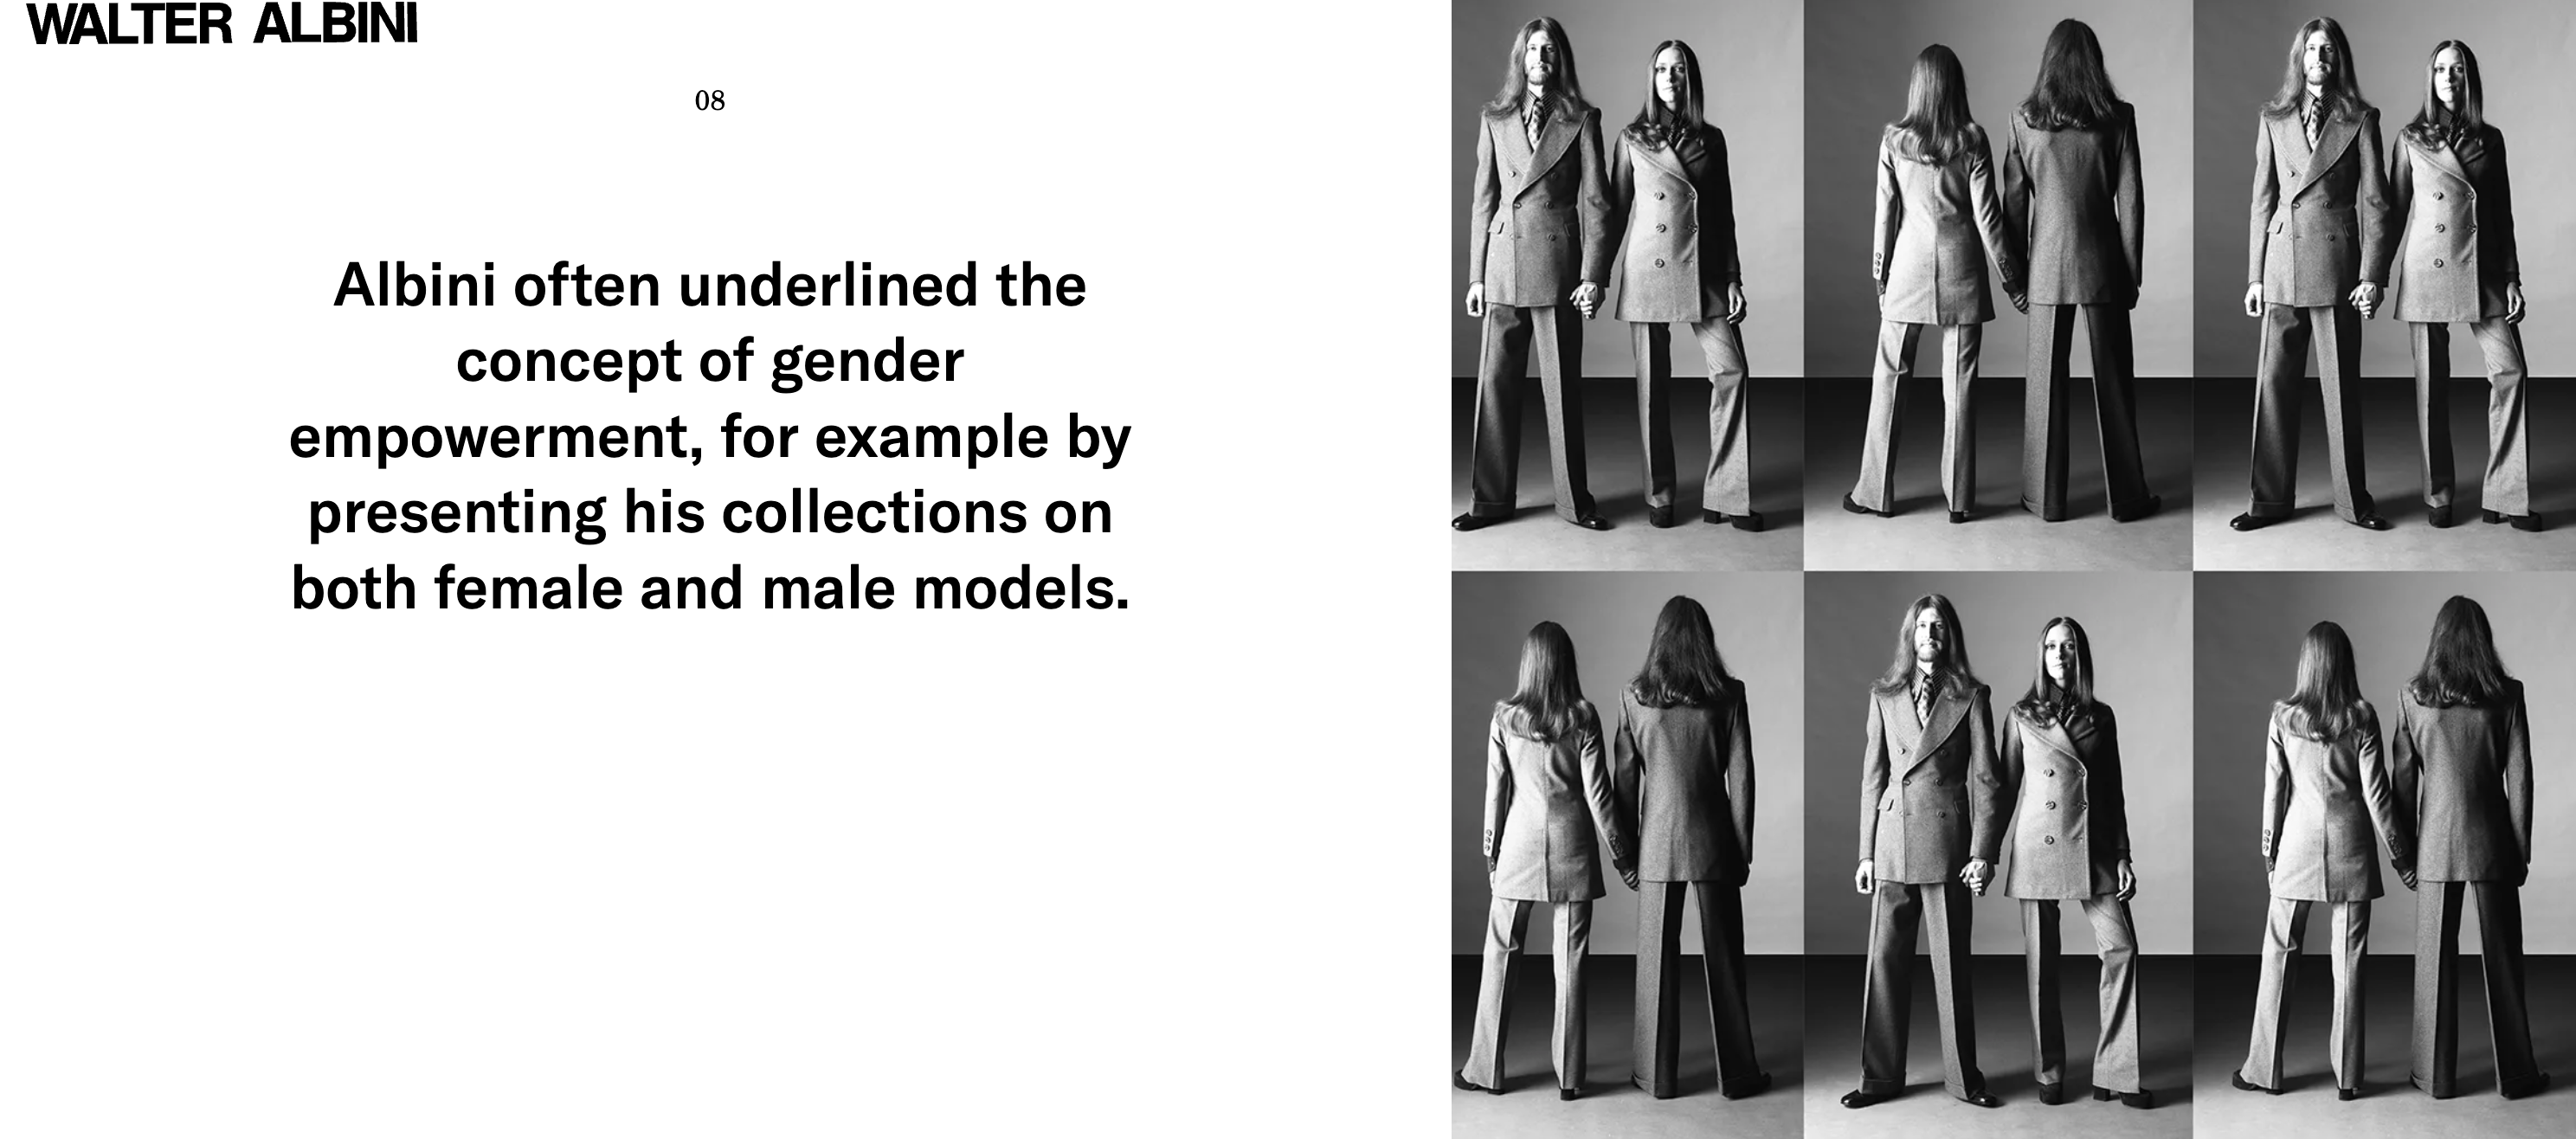 WALTER ALBINI
08
Albini often underlined the
concept of gender
empowerment, for example by
presenting his collections on
both female and male models.